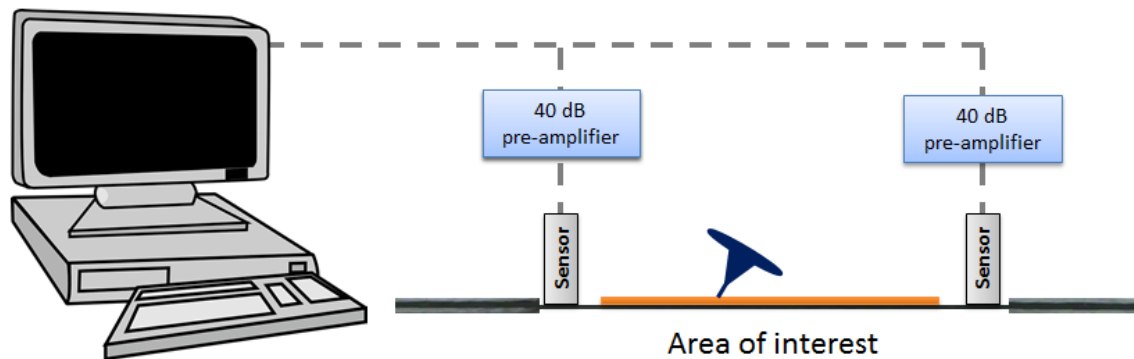 40 dB
pre-amplifier
40 dB
pre-amplifier
Sensor
Sensor
Area of interest